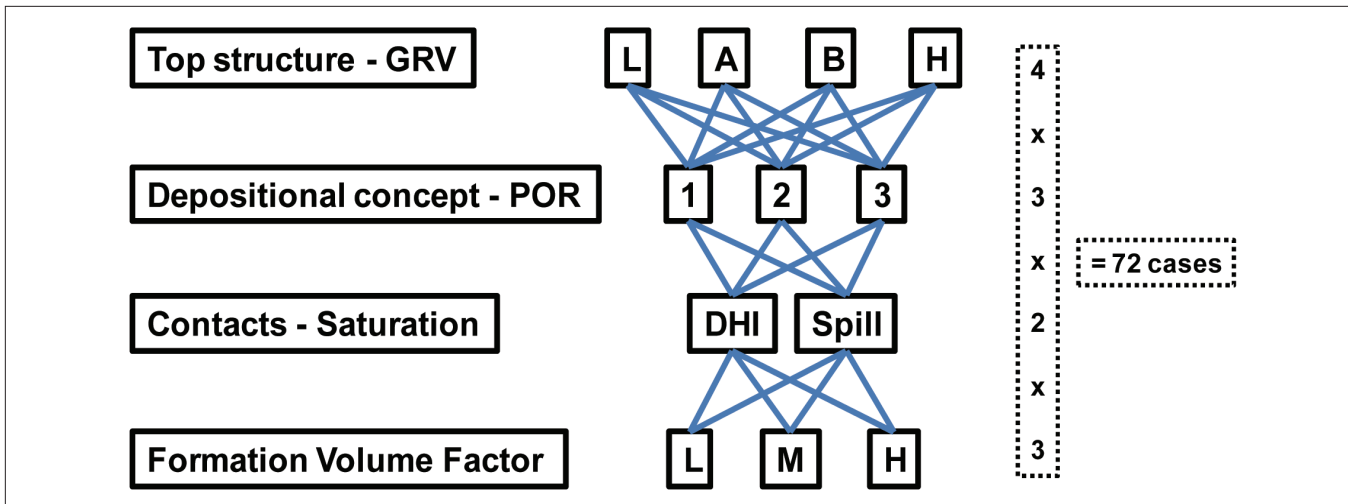 Top structure - GRV L A B H 4
x
Depositional concept - POR 1 2 3 3
x = 72 cases
Contacts - Saturation DHI Spill 2
x
Formation Volume Factor L M H 3